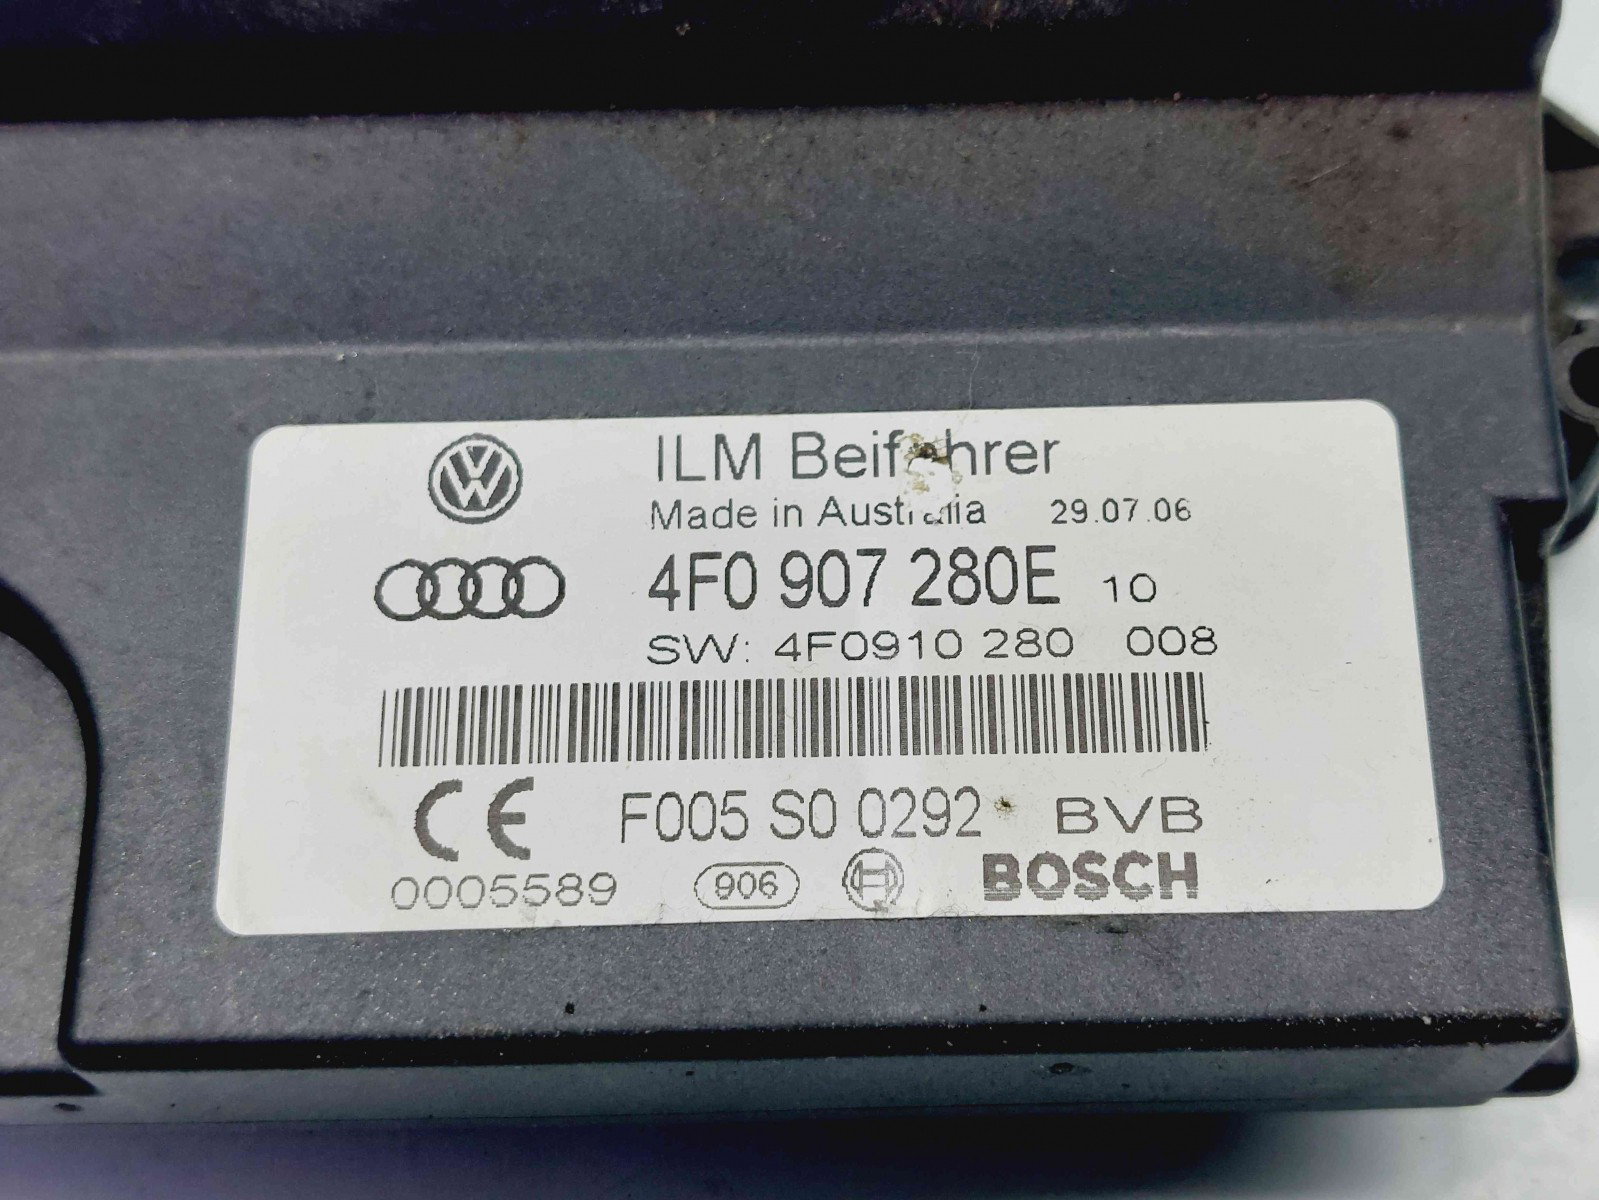 ILM Beifahrer
Made in Australia 29.07.06
4F0 907 280E 10
SW: 4F0910 280 008
CE F005 S0 0292 BVB
0005589 906 BOSCH